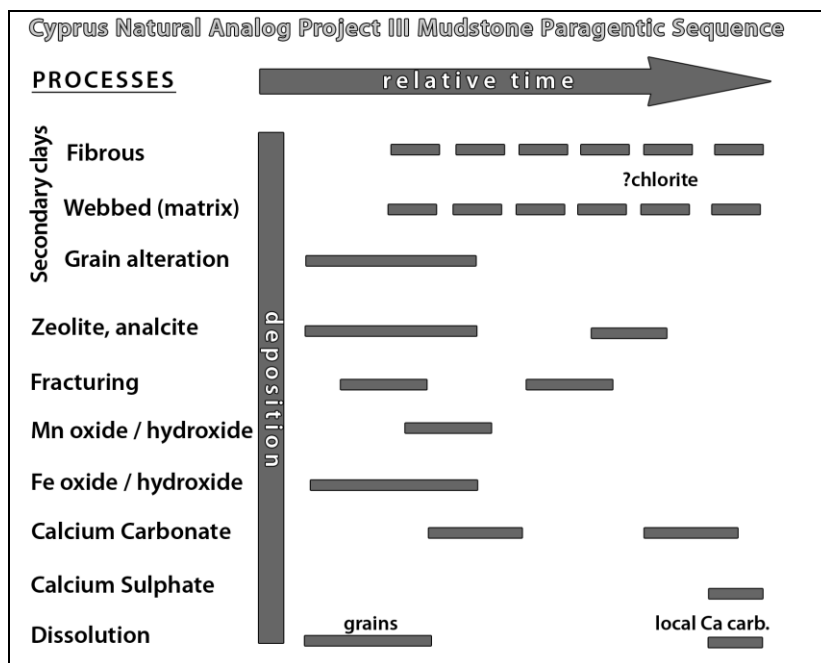 Cyprus Natural Analog Project III Mudstone Paragentic Sequence
PROCESSES
relative time
Secondary clays
Fibrous
?chlorite
Webbed (matrix)
Grain alteration
deposition
Zeolite, analcite
Fracturing
Mn oxide / hydroxide
Fe oxide / hydroxide
Calcium Carbonate
Calcium Sulphate
grains
local Ca carb.
Dissolution